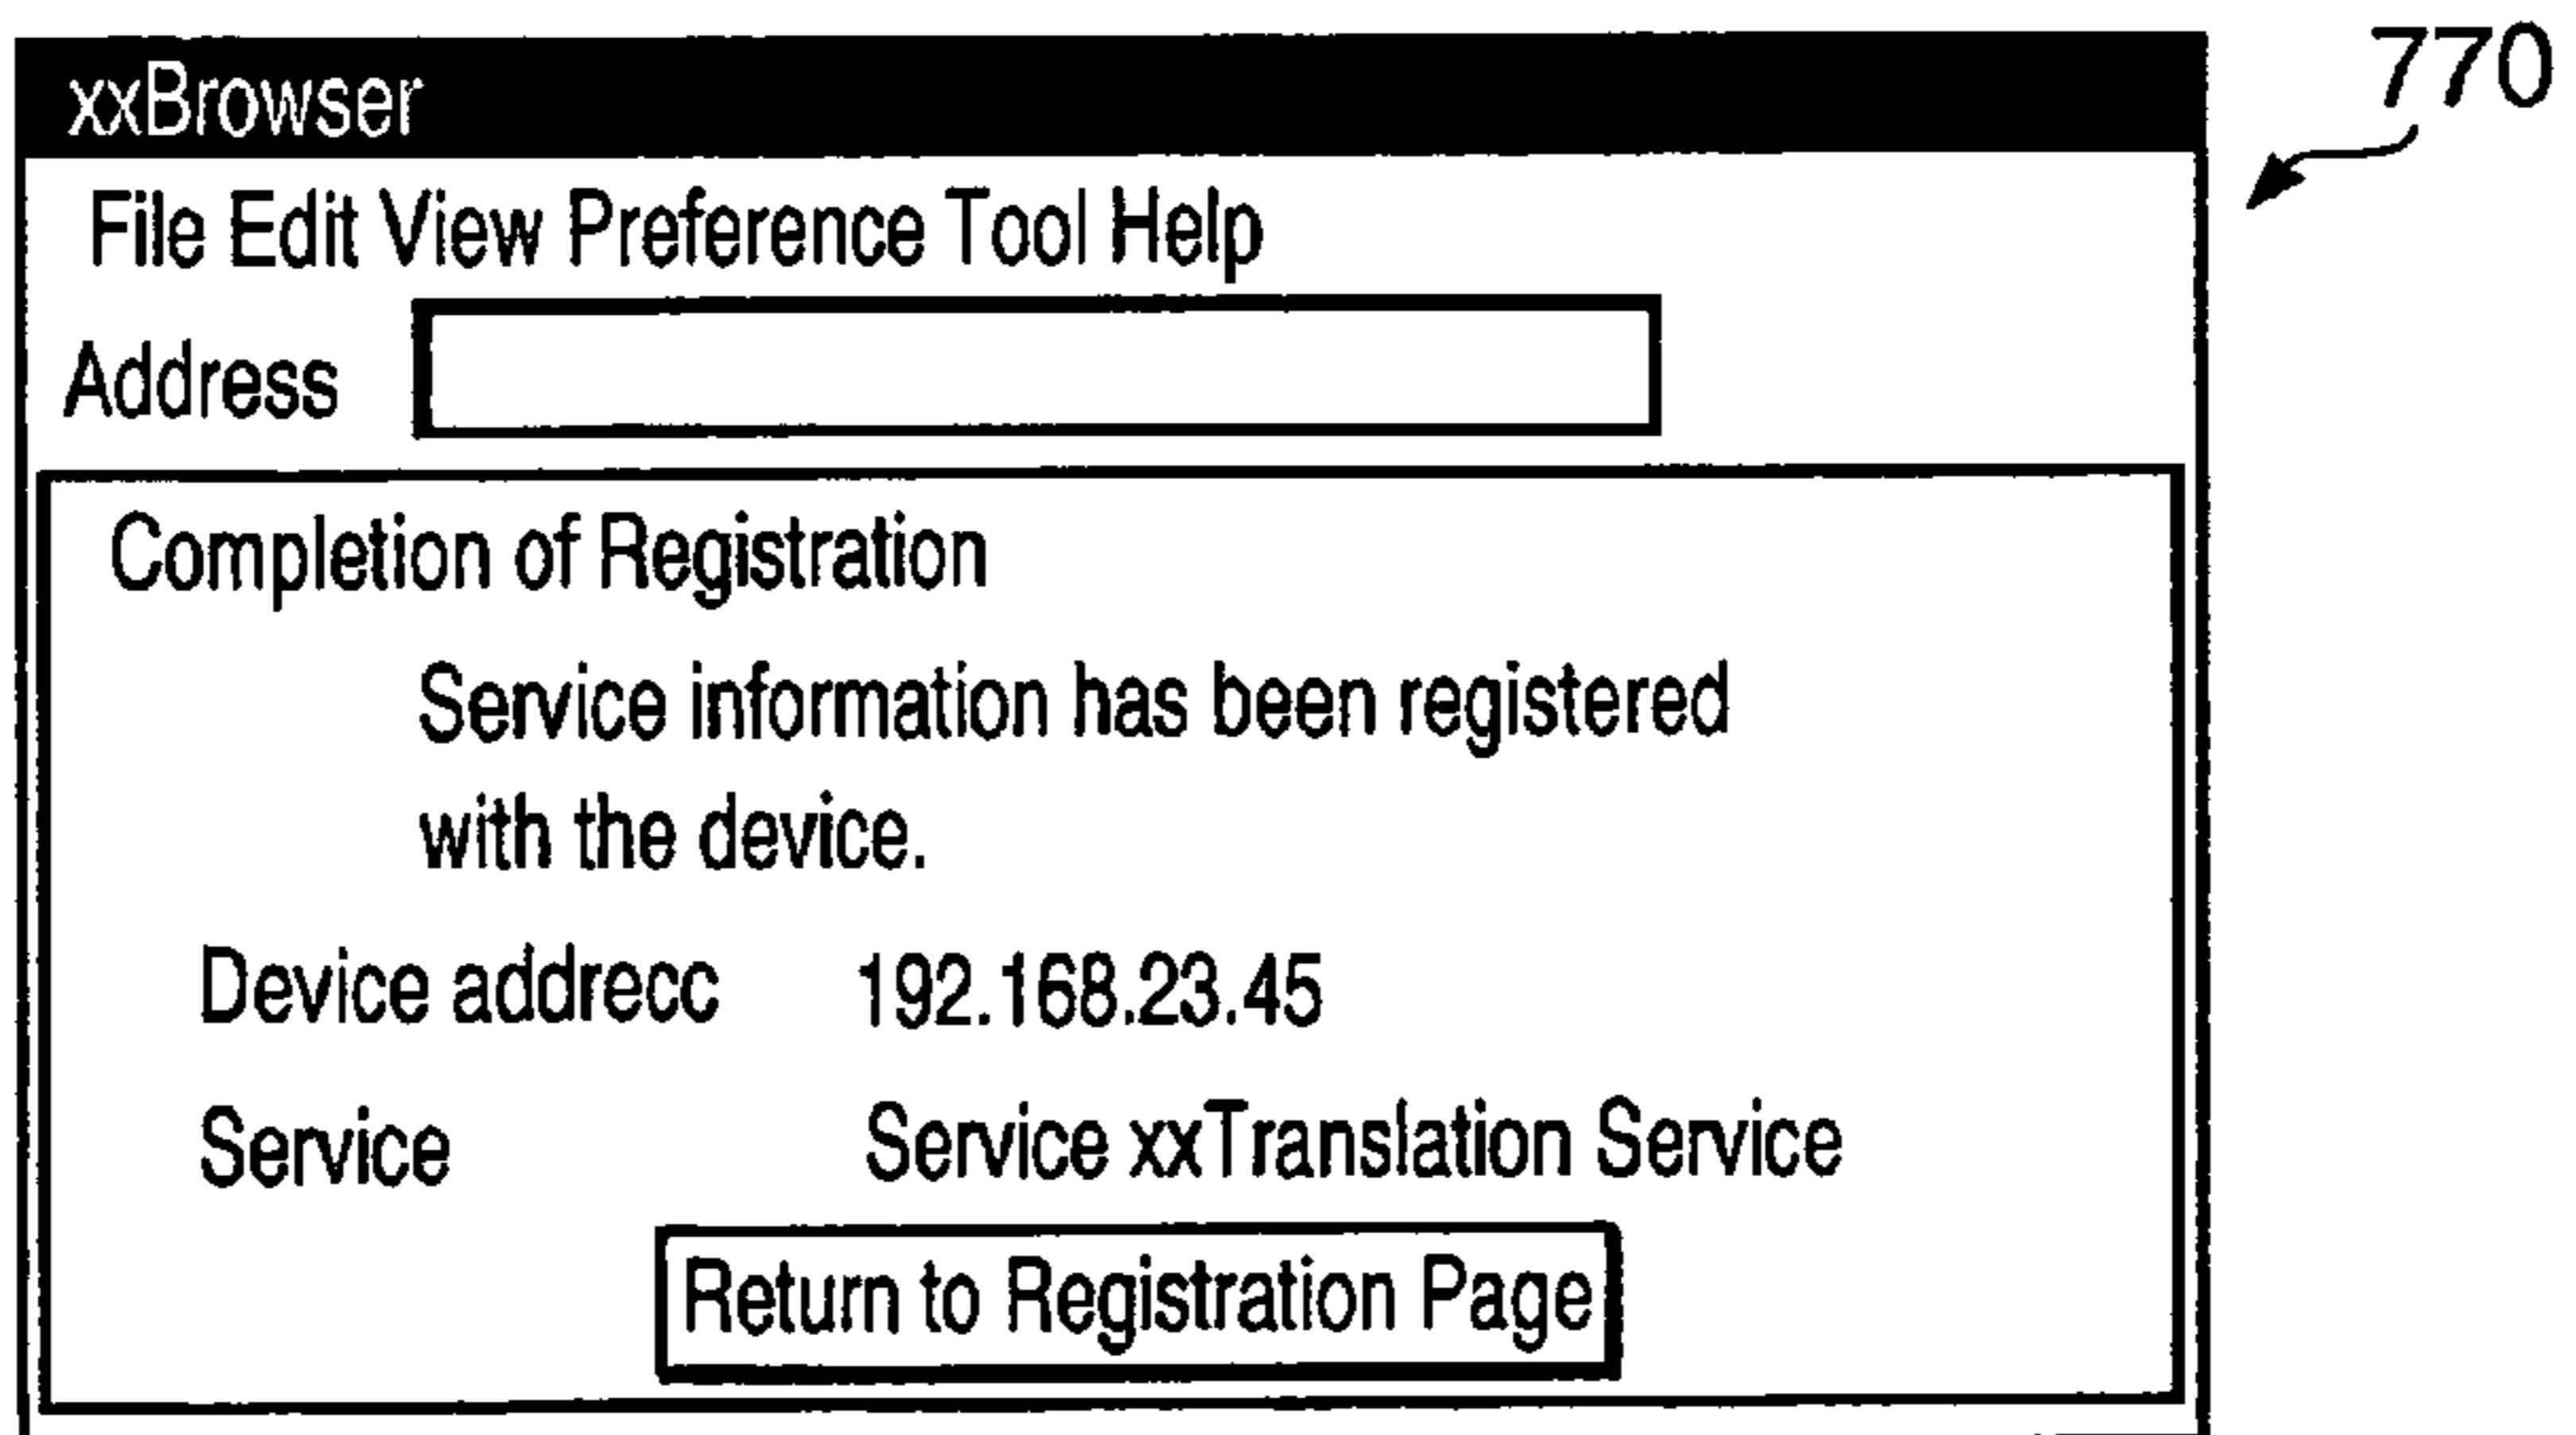 xxBrowser
770
File Edit View Preference Tool Help
Address
Completion of Registration
Service information has been registered
with the device.
Device addrecc 192.168.23.45
Service Service xxTranslation Service
Return to Registration Page